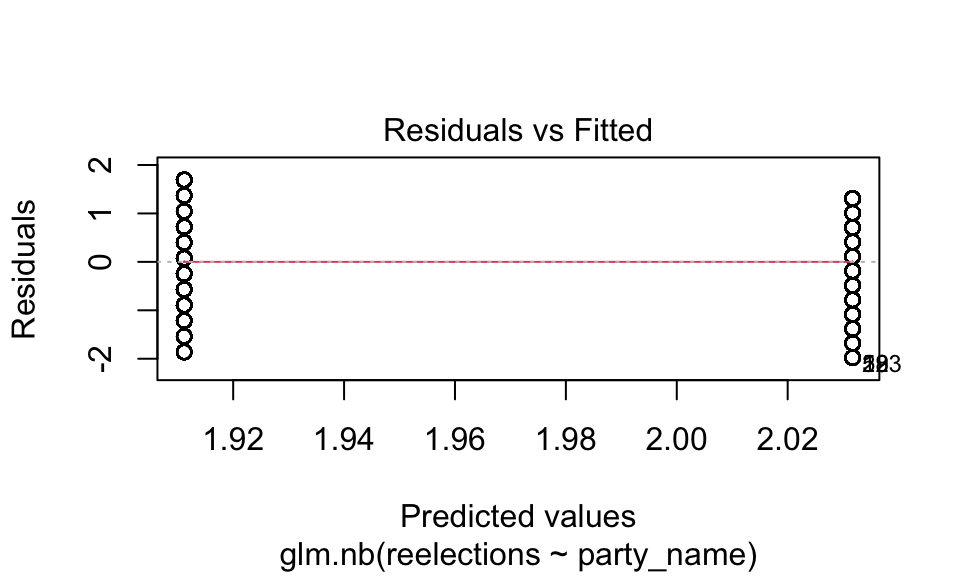 Residuals vs Fitted
Residuals
2
1
0
-2
1.92 1.94 1.96 1.98 2.00 2.02
Predicted values
glm.nb(reelections ~ party_name)